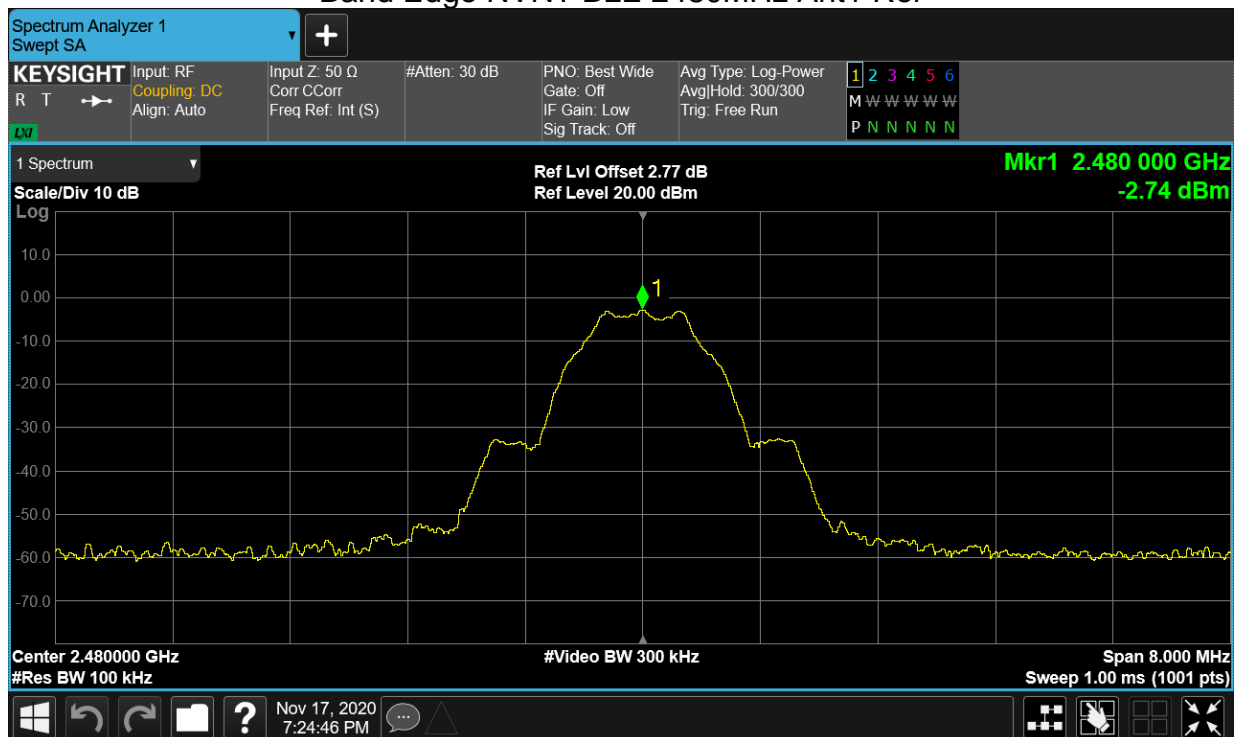 Spectrum Analyzer 1
Swept SA
KEYSIGHT
R T
LXI
Input: RF
Coupling: DC
Align: Auto
Input Z: 50 Ω
Corr CCorr
Freq Ref: Int (S)
#Atten: 30 dB
PNO: Best Wide
Gate: Off
IF Gain: Low
Sig Track: Off
Avg Type: Log-Power
Avg|Hold: 300/300
Trig: Free Run
1 2 3 4 5 6
M W W W W W
P N N N N N
1 Spectrum
Scale/Div 10 dB
Log
Ref Lvl Offset 2.77 dB
Ref Level 20.00 dBm
Mkr1 2.480 000 GHz
-2.74 dBm
1
10.0
0.00
-10.0
-20.0
-30.0
-40.0
-50.0
-60.0
-70.0
Center 2.480000 GHz
#Res BW 100 kHz
#Video BW 300 kHz
Span 8.000 MHz
Sweep 1.00 ms (1001 pts)
?
Nov 17, 2020
7:24:46 PM